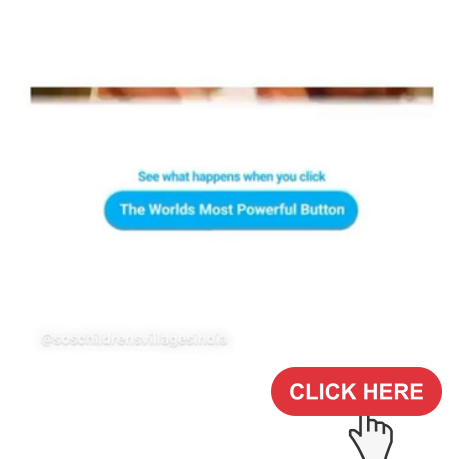 See what happens when you click
The Worlds Most Powerful Button
@soschildrensvillagesindia
CLICK HERE